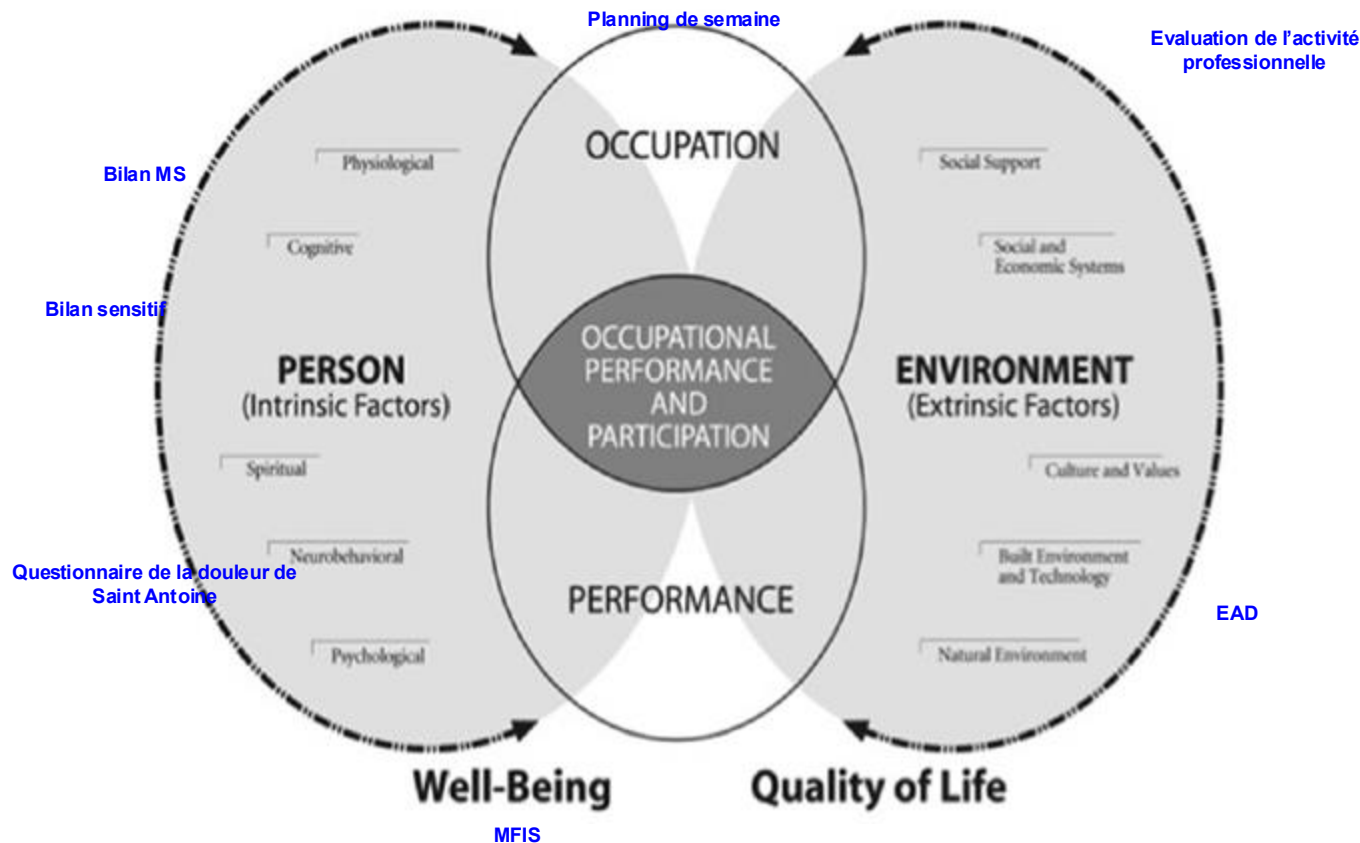 Planning de semaine
Evaluation de l’activité
professionnelle
OCCUPATION
Physiological
Social Support
Bilan MS
Cognitive
Social and
Economic Systems
Bilan sensitif
OCCUPATIONAL
PERFORMANCE
AND
PARTICIPATION
PERSON
(Intrinsic Factors)
ENVIRONMENT
(Extrinsic Factors)
Spiritual
Culture and Values
Neurobehavioral
Built Environment
and Technology
Questionnaire de la douleur de
Saint Antoine
PERFORMANCE
EAD
Psychological
Natural Environment
Well-Being
Quality of Life
MFIS